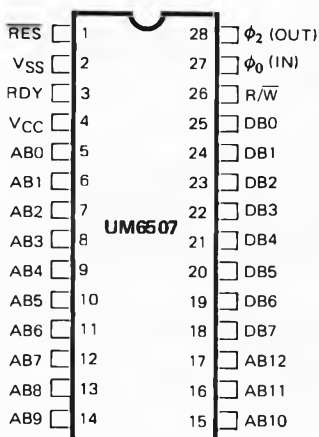 R̅E̅S̅ 1 28 ϕ₂ (OUT)
VSS 2 27 ϕ₀ (IN)
RDY 3 26 R/W̅
VCC 4 25 DB0
AB0 5 24 DB1
AB1 6 23 DB2
AB2 7 22 DB3
UM6507
AB3 8 21 DB4
AB4 9 20 DB5
AB5 10 19 DB6
AB6 11 18 DB7
AB7 12 17 AB12
AB8 13 16 AB11
AB9 14 15 AB10